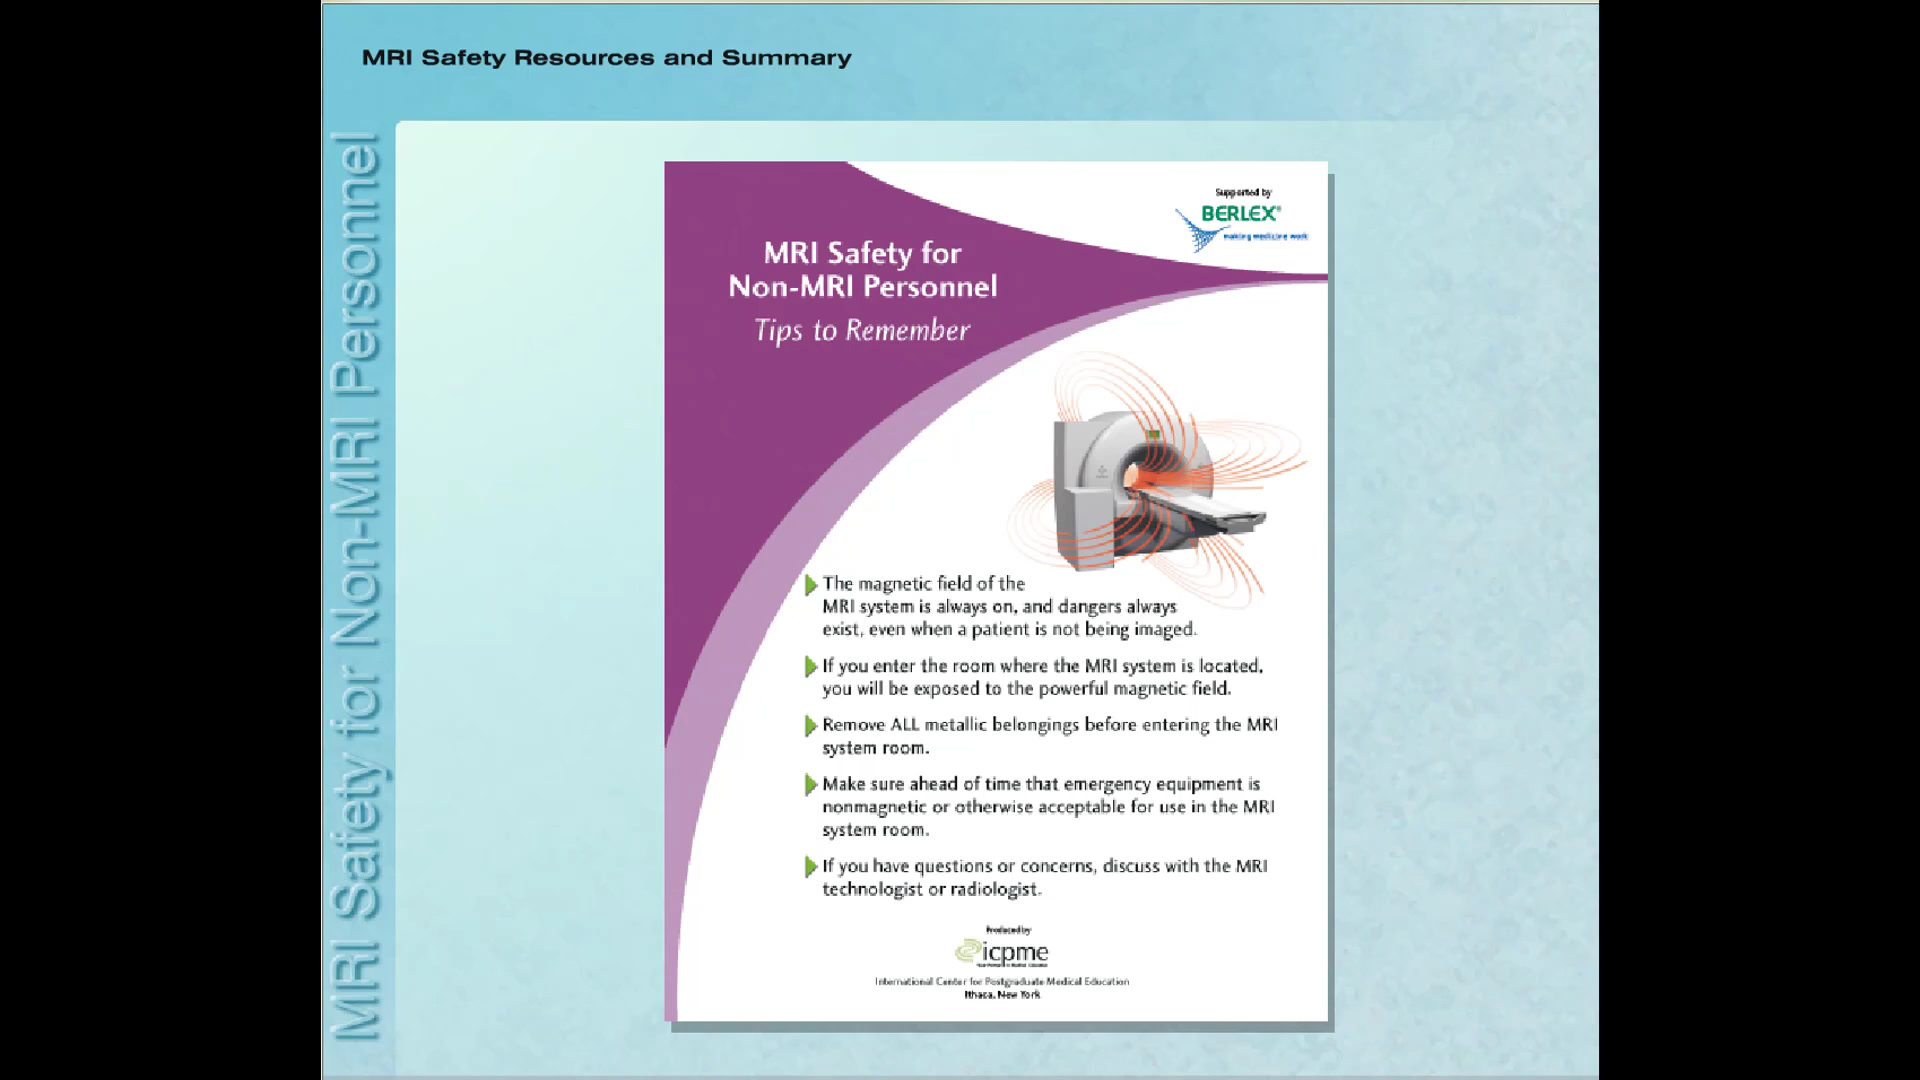 MRI Safety Resources and Summary
MRI Safety for Non-MRI Personnel
Supported by
BERLEX®
making medicine work
MRI Safety for
Non-MRI Personnel
Tips to Remember
The magnetic field of the
MRI system is always on, and dangers always
exist, even when a patient is not being imaged.
If you enter the room where the MRI system is located,
you will be exposed to the powerful magnetic field.
Remove ALL metallic belongings before entering the MRI
system room.
Make sure ahead of time that emergency equipment is
nonmagnetic or otherwise acceptable for use in the MRI
system room.
If you have questions or concerns, discuss with the MRI
technologist or radiologist.
Produced by
icpme
International Center for Postgraduate Medical Education
Ithaca, New York